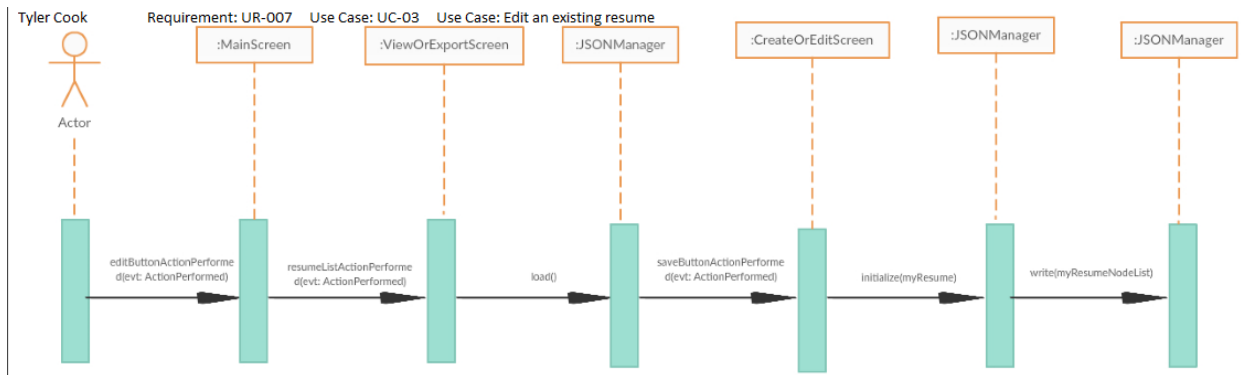 Tyler Cook Requirement: UR-007 Use Case: UC-03 Use Case: Edit an existing resume
:MainScreen
:ViewOrExportScreen
:JSONManager
:CreateOrEditScreen
:JSONManager
:JSONManager
Actor
editButtonActionPerforme
d(evt: ActionPerformed)
resumeListActionPerforme
d(evt: ActionPerformed)
load()
saveButtonActionPerforme
d(evt: ActionPerformed)
initialize(myResume)
write(myResumeNodeList)